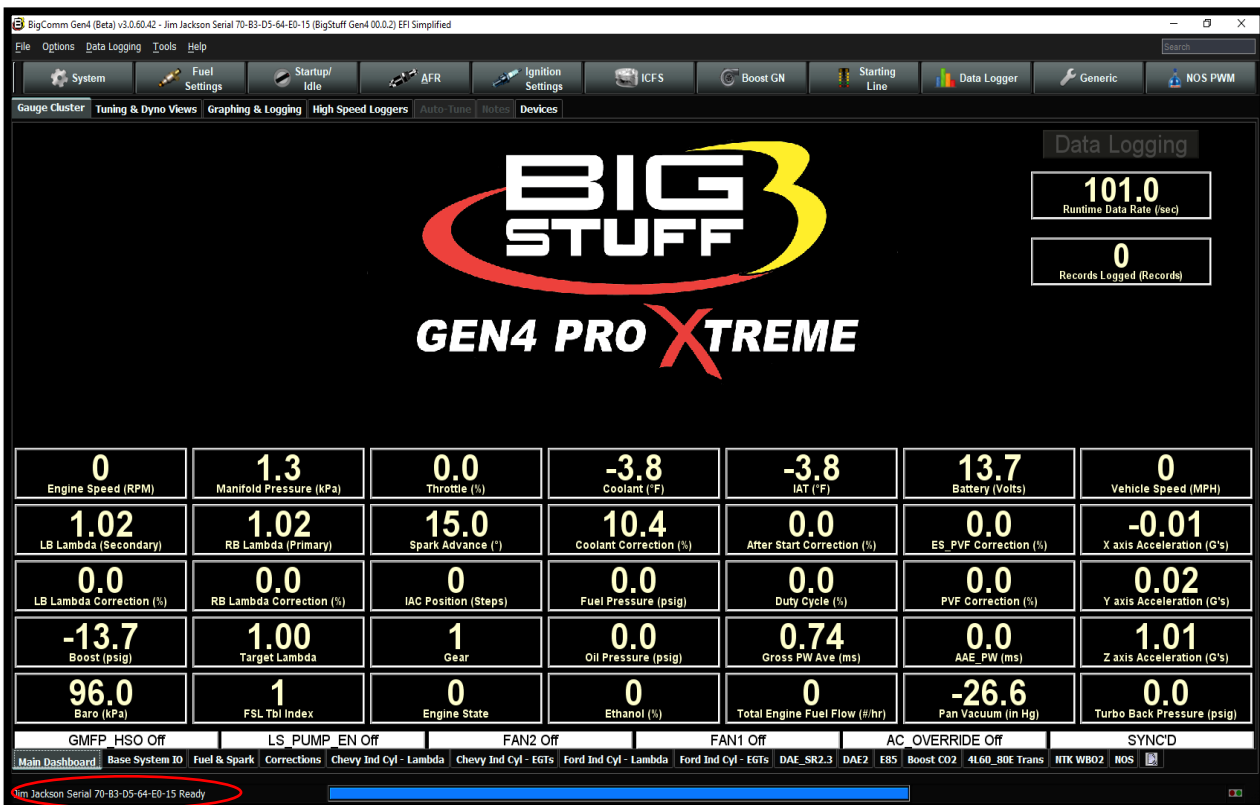 BigComm Gen4 (Beta) v3.0.60.42 - Jim Jackson Serial 70-B3-D5-64-E0-15 (BigStuff Gen4 00.0.2) EFI Simplified
File Options Data Logging Tools Help
Search
System
Fuel Settings
Startup/ Idle
AFR
Ignition Settings
ICFS
Boost GN
Starting Line
Data Logger
Generic
NOS PWM
Gauge Cluster Tuning & Dyno Views Graphing & Logging High Speed Loggers Auto-Tune Notes Devices
Data Logging
101.0
Runtime Data Rate (/sec)
0
Records Logged (Records)
BIG 3
STUFF
GEN4 PRO XTREME
0 1.3 0.0 -3.8 -3.8 13.7 0
Engine Speed (RPM) Manifold Pressure (kPa) Throttle (%) Coolant (°F) IAT (°F) Battery (Volts) Vehicle Speed (MPH)
1.02 1.02 15.0 10.4 0.0 0.0 -0.01
LB Lambda (Secondary) RB Lambda (Primary) Spark Advance (°) Coolant Correction (%) After Start Correction (%) ES_PVF Correction (%) X axis Acceleration (G's)
0.0 0.0 0 0.0 0.0 0.0 0.02
LB Lambda Correction (%) RB Lambda Correction (%) IAC Position (Steps) Fuel Pressure (psig) Duty Cycle (%) PVF Correction (%) Y axis Acceleration (G's)
-13.7 1.00 1 0.0 0.74 0.0 1.01
Boost (psig) Target Lambda Gear Oil Pressure (psig) Gross PW Ave (ms) AAE_PW (ms) Z axis Acceleration (G's)
96.0 1 0 0 0 -26.6 0.0
Baro (kPa) FSL Tbl Index Engine State Ethanol (%) Total Engine Fuel Flow (#/hr) Pan Vacuum (in Hg) Turbo Back Pressure (psig)
GMFP_HSO Off LS_PUMP_EN Off FAN2 Off FAN1 Off AC_OVERRIDE Off SYNC'D
Main Dashboard Base System IO Fuel & Spark Corrections Chevy Ind Cyl - Lambda Chevy Ind Cyl - EGTs Ford Ind Cyl - Lambda Ford Ind Cyl - EGTs DAE_SR2.3 DAE2 E85 Boost CO2 4L60_80E Trans NTK WBO2 NOS
Jim Jackson Serial 70-B3-D5-64-E0-15 Ready